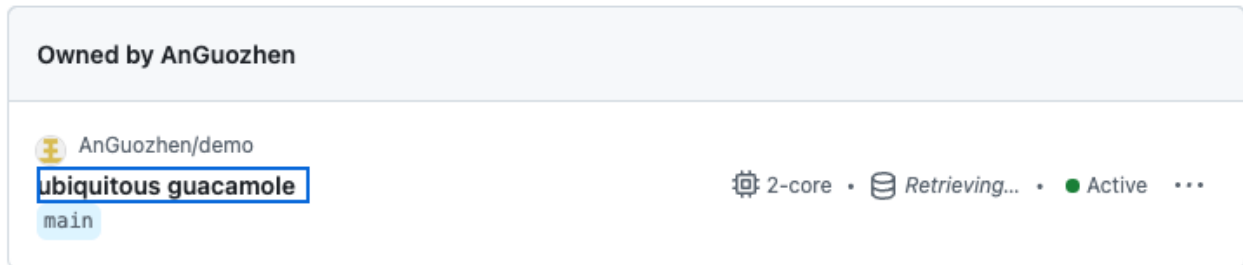 Owned by AnGuozhen
AnGuozhen/demo
ubiquitous guacamole
2-core • Retrieving... • Active ···
main